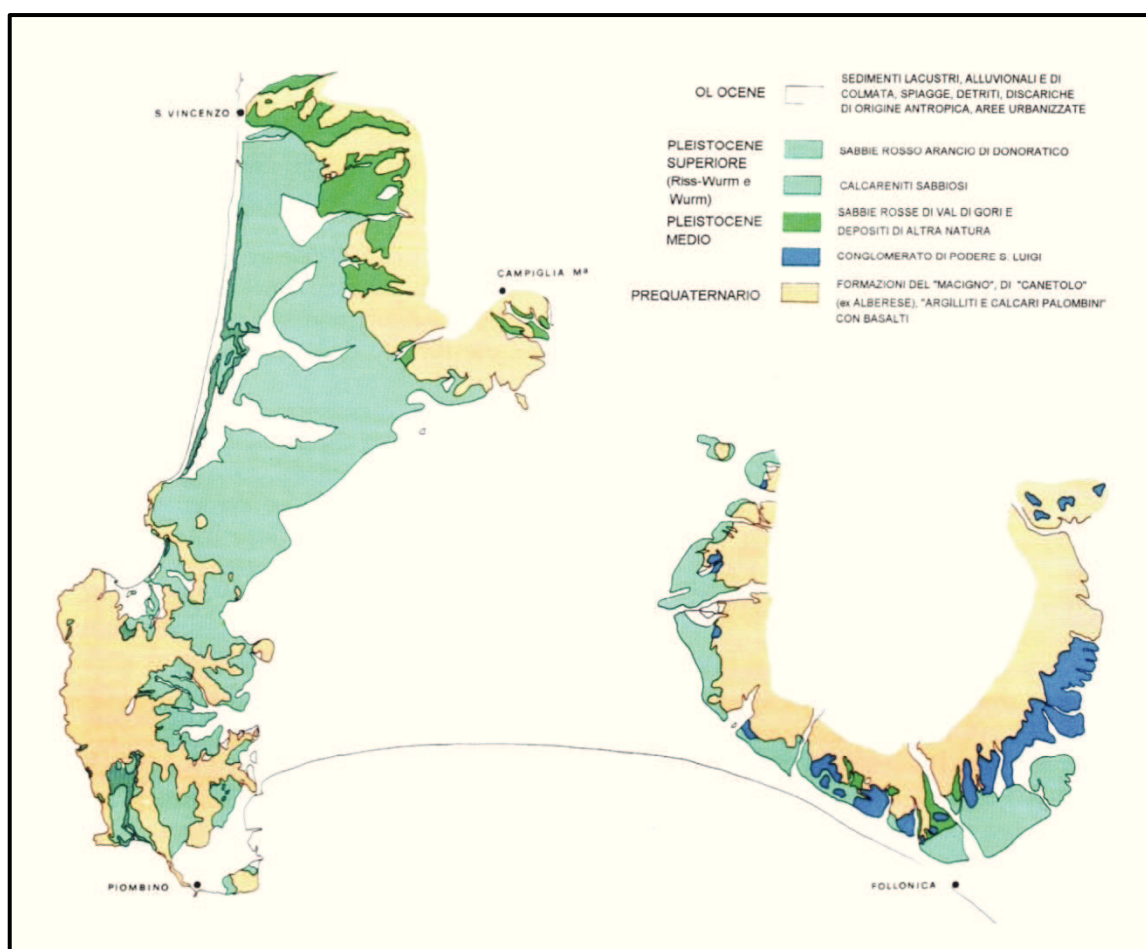 S. VINCENZO
CAMPIGLIA Mª
PIOMBINO
FOLLONICA
OLOCENE
SEDIMENTI LACUSTRI, ALLUVIONALI E DI
COLMATA, SPIAGGE, DETRITI, DISCARICHE
DI ORIGINE ANTROPICA, AREE URBANIZZATE
PLEISTOCENE
SUPERIORE
(Riss-Wurm e
Wurm)
SABBIE ROSSO ARANCIO DI DONORATICO
CALCARENITI SABBIOSI
PLEISTOCENE
MEDIO
SABBIE ROSSE DI VAL DI GORI E
DEPOSITI DI ALTRA NATURA
CONGLOMERATO DI PODERE S. LUIGI
PREQUATERNARIO
FORMAZIONI DEL "MACIGNO", DI "CANETOLO"
(ex ALBERESE), "ARGILLITI E CALCARI PALOMBINI"
CON BASALTI